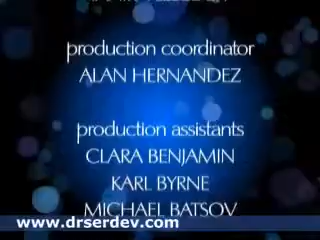 production coordinator
ALAN HERNANDEZ
production assistants
CLARA BENJAMIN
KARL BYRNE
MICHAEL BATSOV
www.drserdev.com